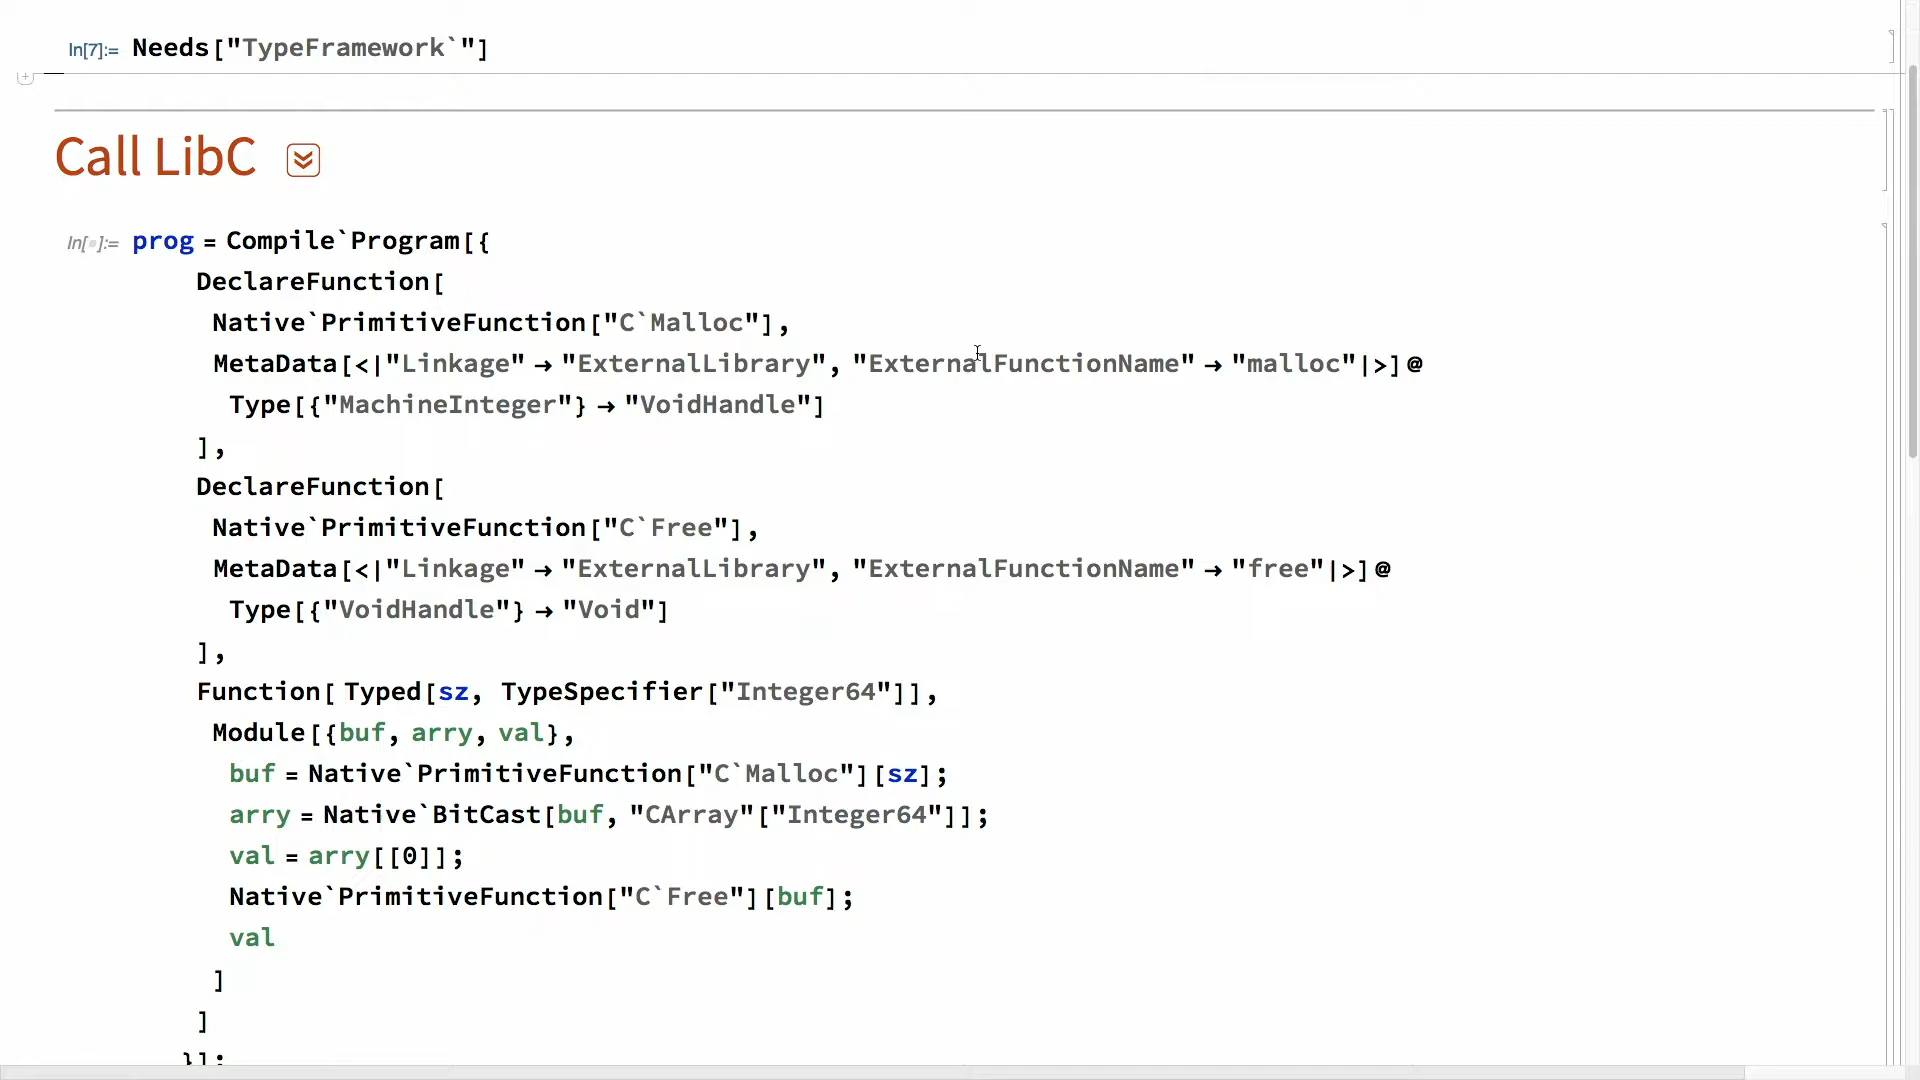 In[7]:= Needs["TypeFramework`"]
Call LibC
In[ ]:= prog = Compile`Program[{
DeclareFunction[
Native`PrimitiveFunction["C`Malloc"],
MetaData[<|"Linkage" → "ExternalLibrary", "ExternalFunctionName" → "malloc"|>]@
Type[{"MachineInteger"} → "VoidHandle"]
],
DeclareFunction[
Native`PrimitiveFunction["C`Free"],
MetaData[<|"Linkage" → "ExternalLibrary", "ExternalFunctionName" → "free"|>]@
Type[{"VoidHandle"} → "Void"]
],
Function[ Typed[sz, TypeSpecifier["Integer64"]],
Module[{buf, arry, val},
buf = Native`PrimitiveFunction["C`Malloc"][sz];
arry = Native`BitCast[buf, "CArray"["Integer64"]];
val = arry[[0]];
Native`PrimitiveFunction["C`Free"][buf];
val
]
]
}];